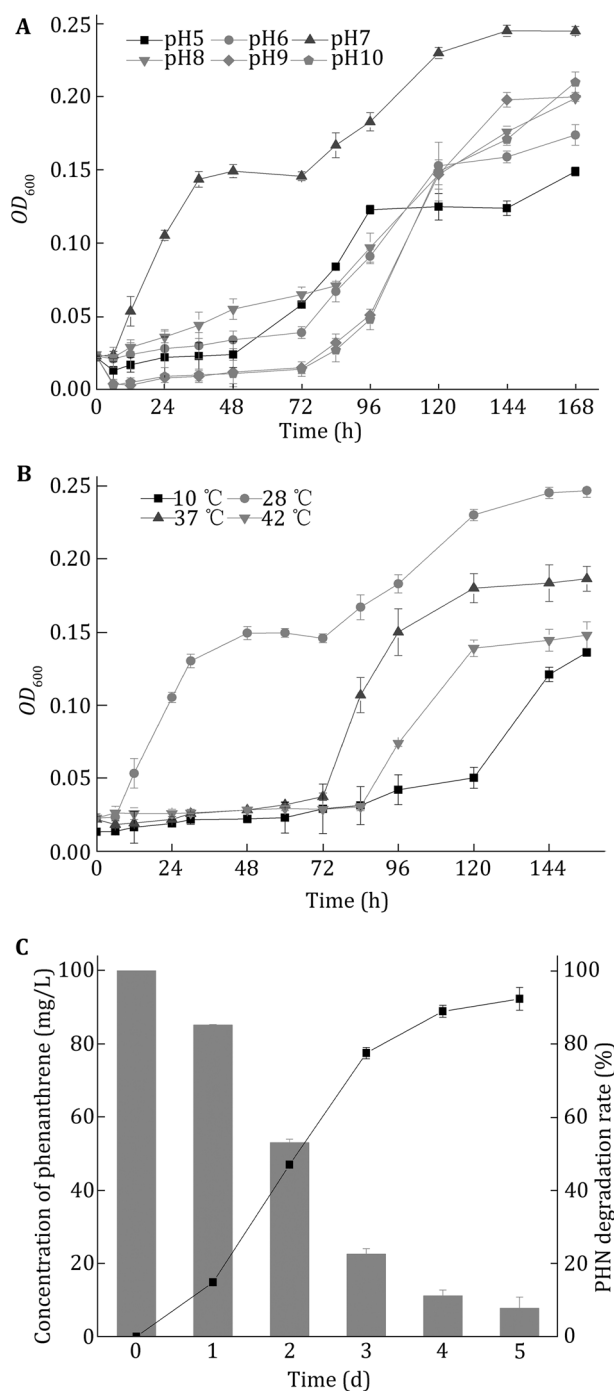 A
pH5 pH6 pH7
pH8 pH9 pH10
0.25
0.20
0.15
0.10
0.05
0.00
OD600
0 24 48 72 96 120 144 168
Time (h)
B
10 ℃ 28 ℃
37 ℃ 42 ℃
0.25
0.20
0.15
0.10
0.05
0.00
OD600
0 24 48 72 96 120 144
Time (h)
C
Concentration of phenanthrene (mg/L)
100
80
60
40
20
0
100
80
60
40
20
0
PHN degradation rate (%)
0 1 2 3 4 5
Time (d)